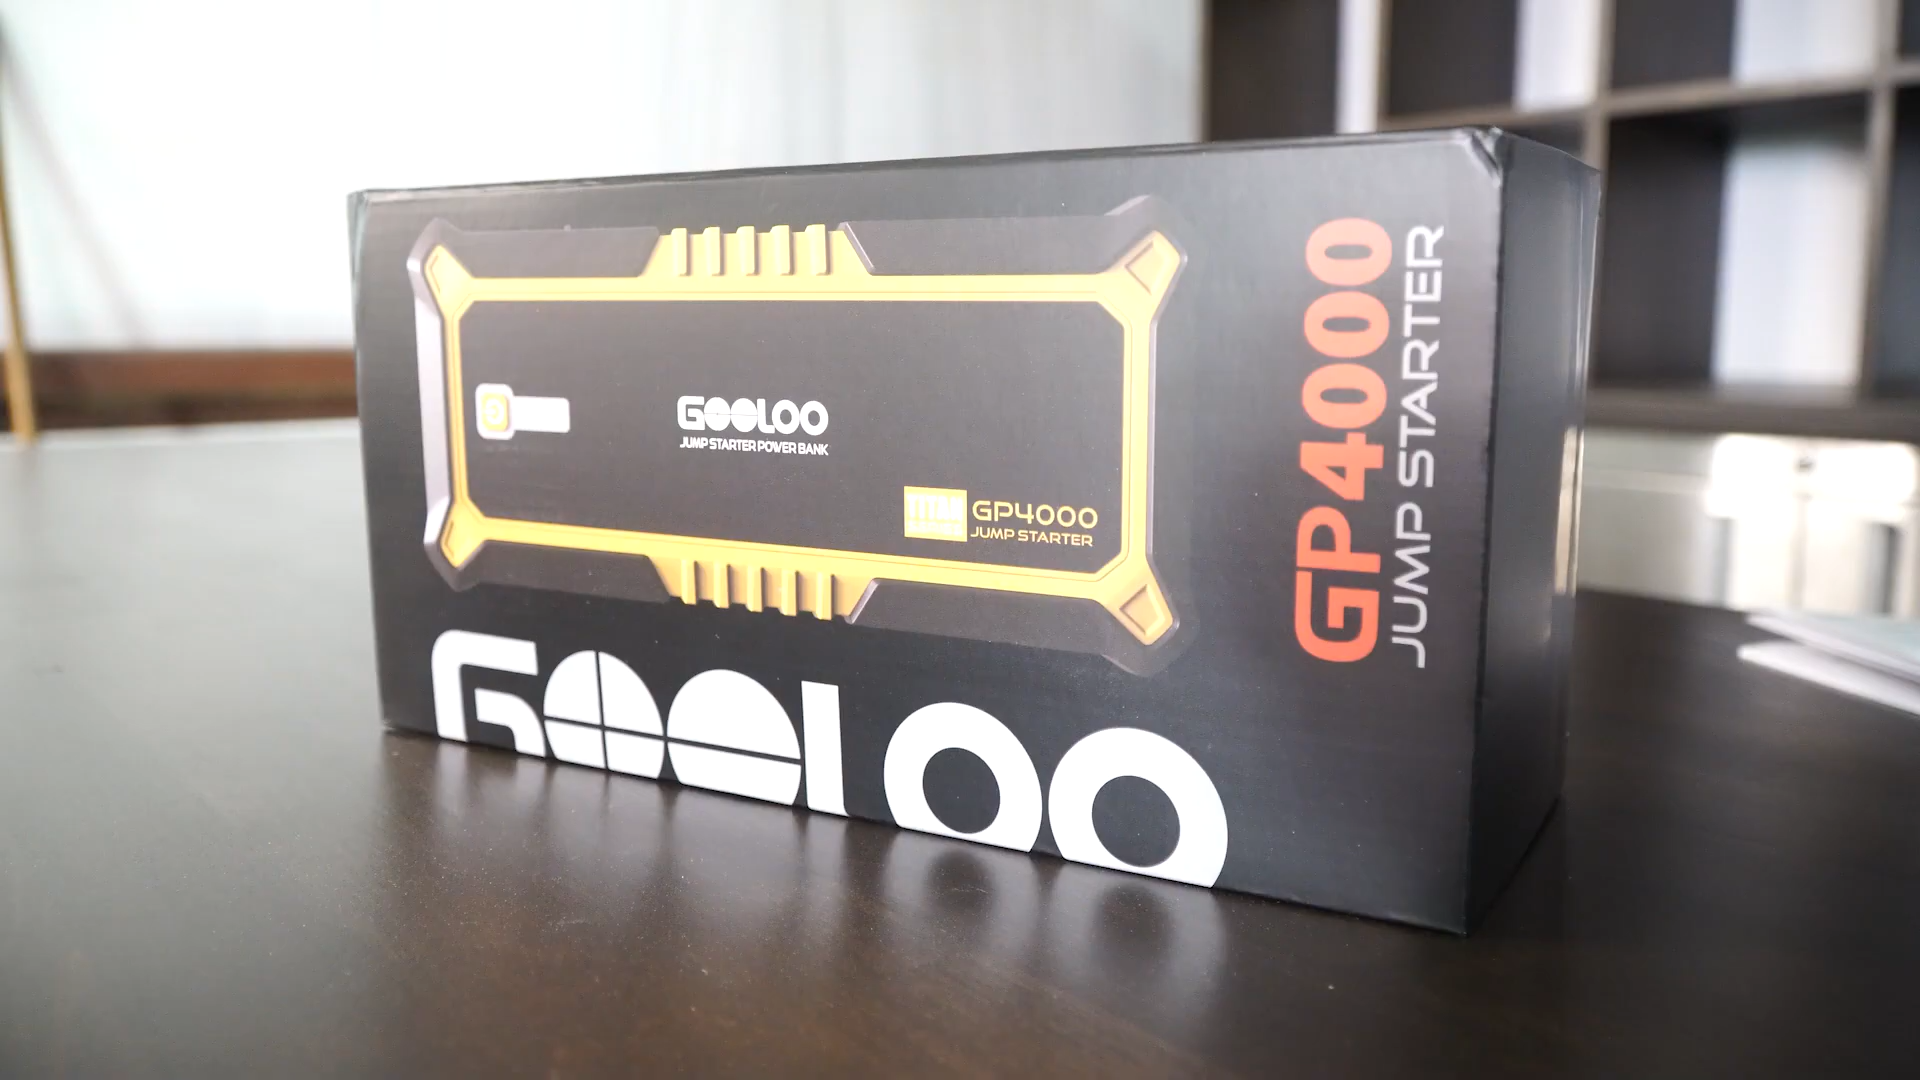 GOOLOO
JUMP STARTER POWER BANK
GP4000
JUMP STARTER
GOOLOO
GP4000
JUMP STARTER